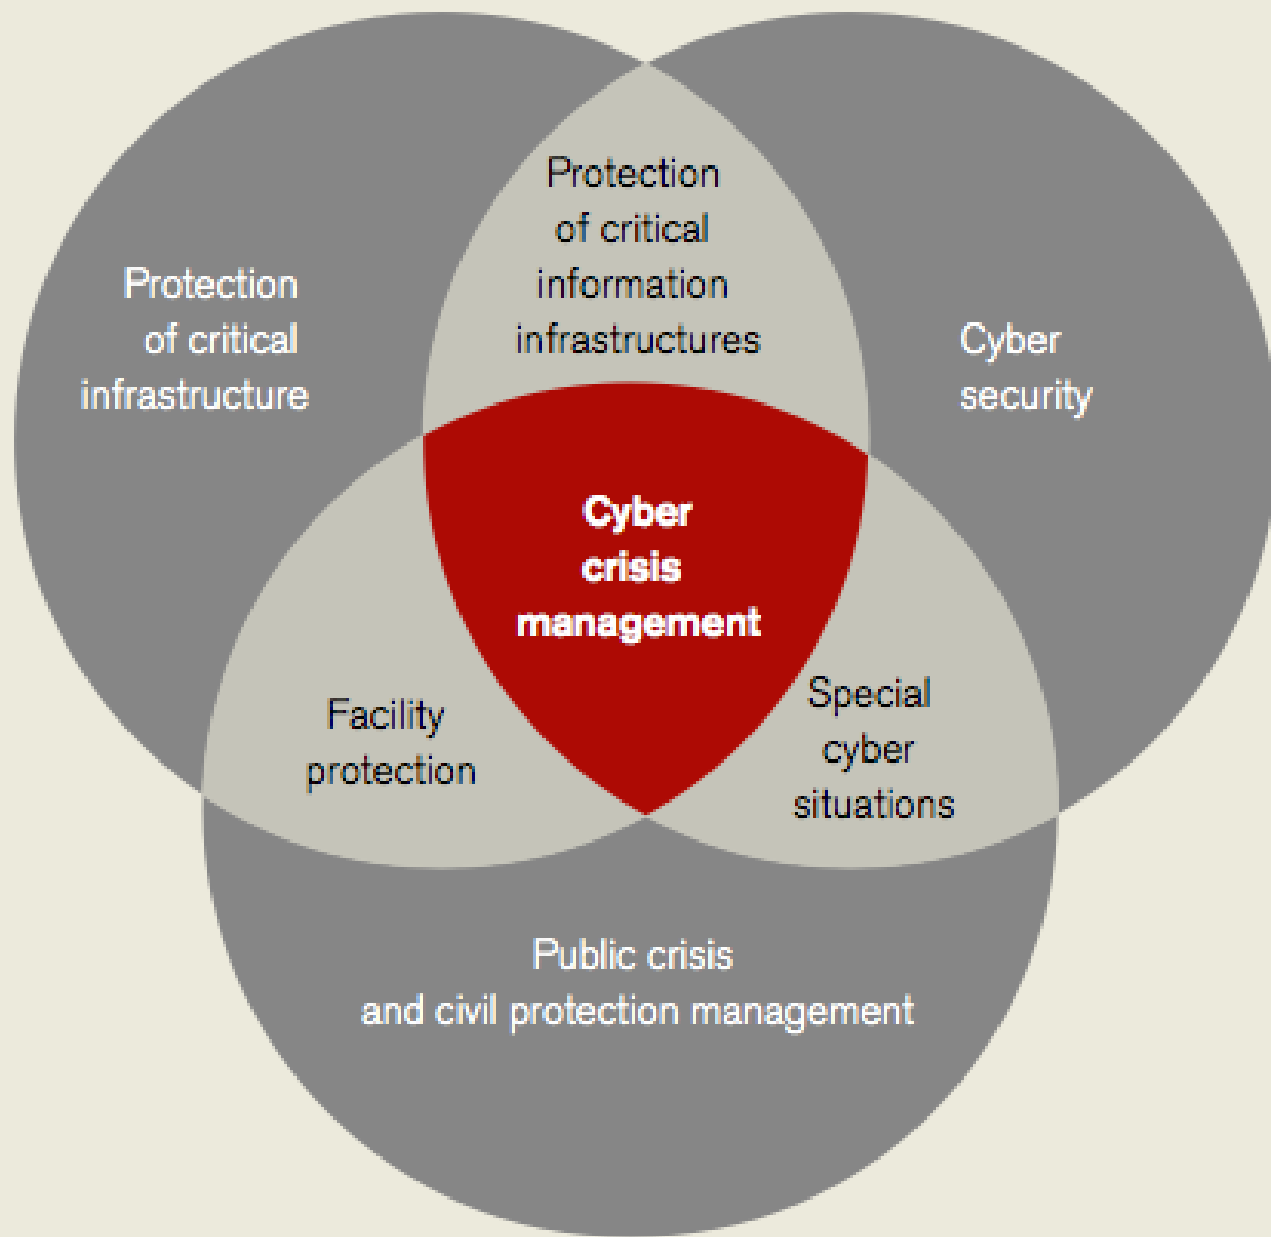 Protection
of critical
infrastructure
Protection
of critical
information
infrastructures
Cyber
security
Cyber
crisis
management
Facility
protection
Special
cyber
situations
Public crisis
and civil protection management